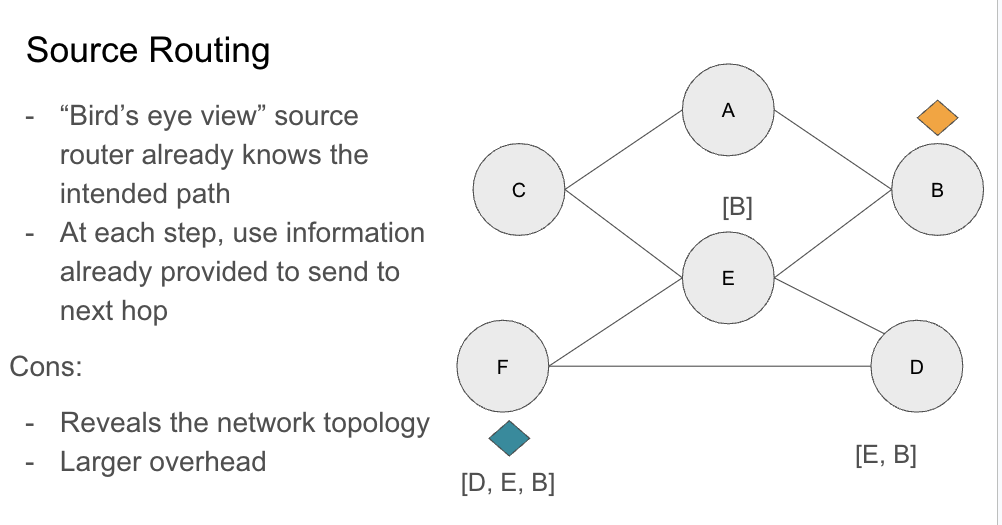 Source Routing
- “Bird’s eye view” source
router already knows the
intended path
- At each step, use information
already provided to send to
next hop
Cons:
- Reveals the network topology
- Larger overhead
A
C
B
[B]
E
F
D
[E, B]
[D, E, B]